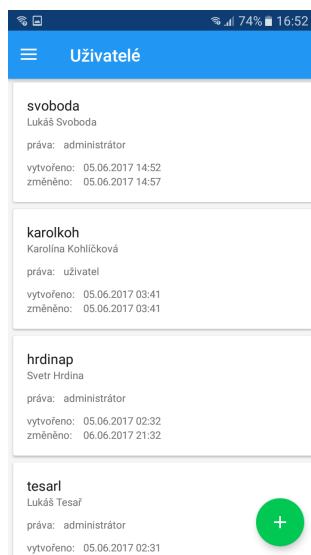 74% 16:52
Uživatelé
svoboda
Lukáš Svoboda
práva: administrátor
vytvořeno: 05.06.2017 14:52
změněno: 05.06.2017 14:57
karolkoh
Karolína Kohlíčková
práva: uživatel
vytvořeno: 05.06.2017 03:41
změněno: 05.06.2017 03:41
hrdinap
Svetr Hrdina
práva: administrátor
vytvořeno: 05.06.2017 02:32
změněno: 06.06.2017 21:32
tesarl
Lukáš Tesař
práva: administrátor
vytvořeno: 05.06.2017 02:31